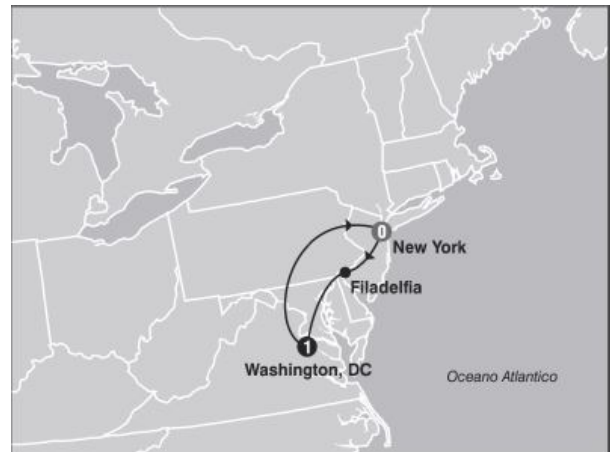 0
New York
Filadelfia
1
Washington, DC
Oceano Atlantico